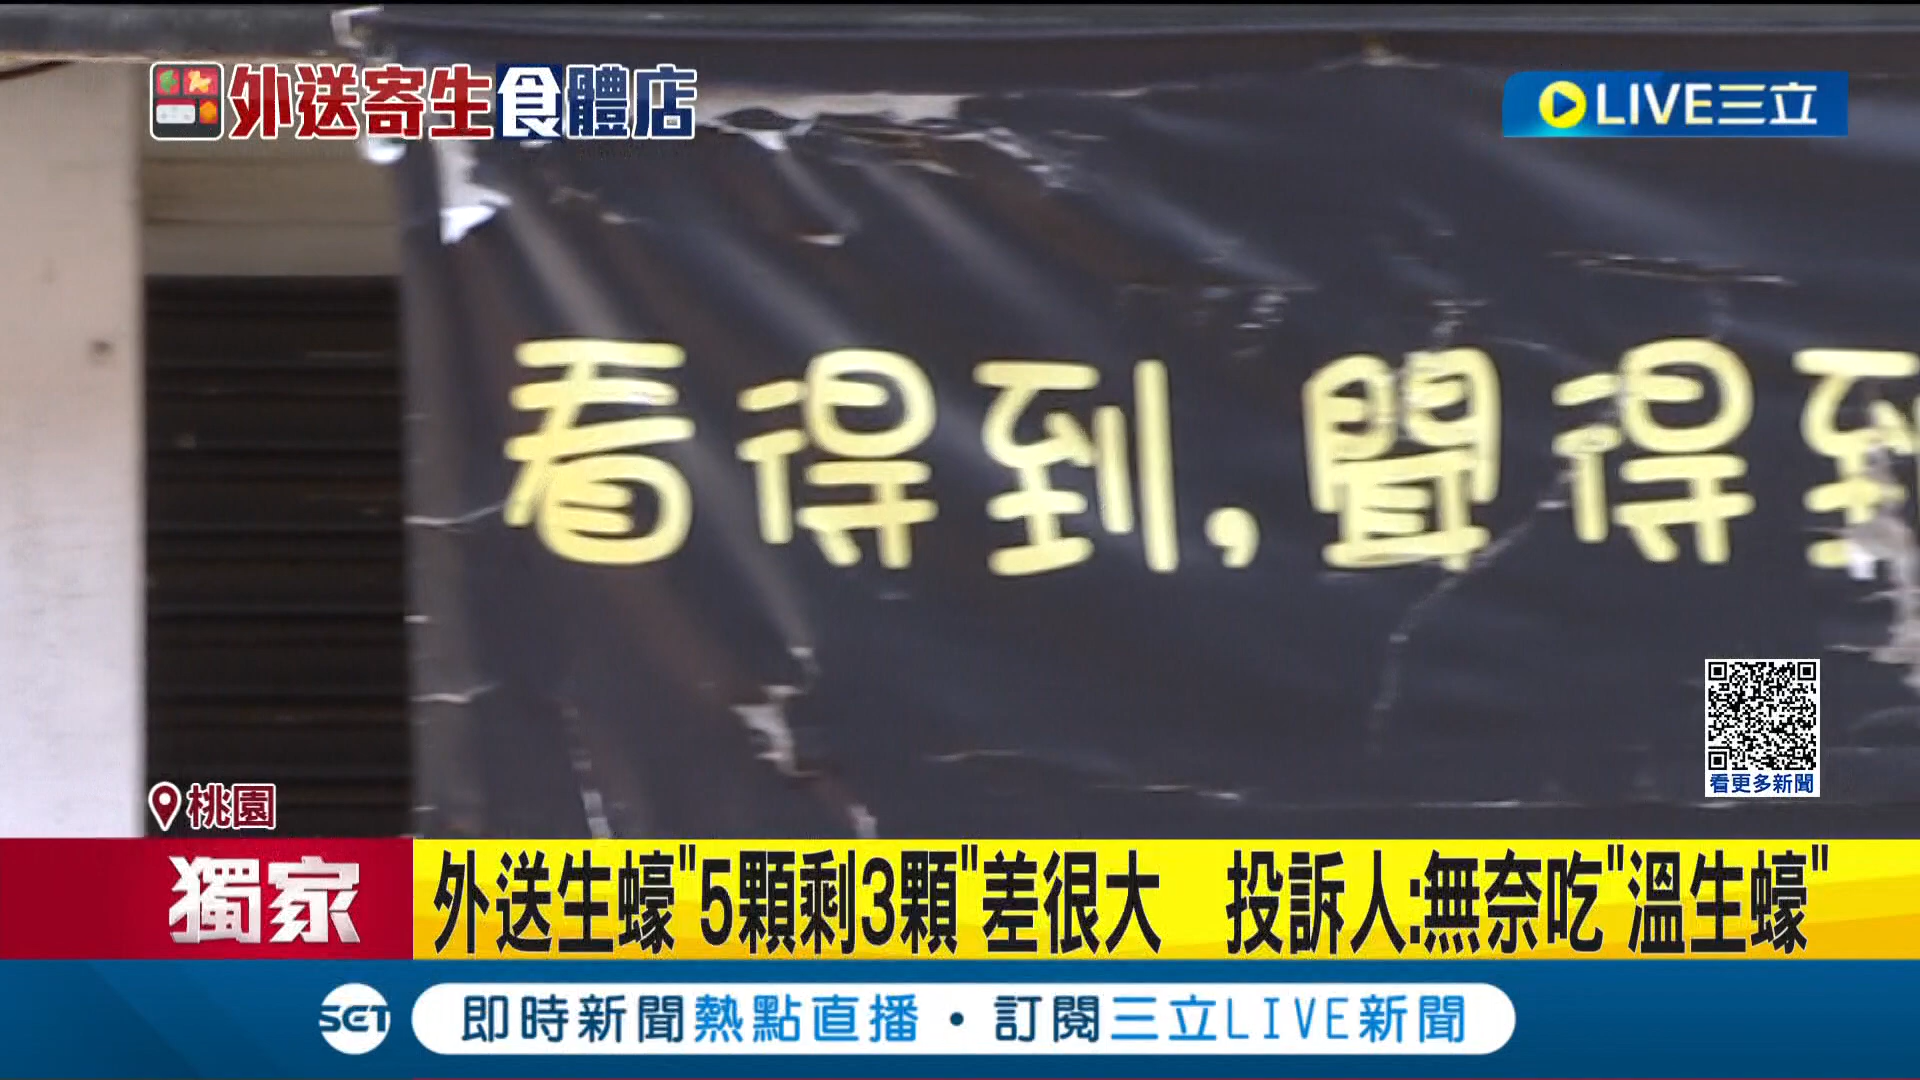 外送寄生食體店
LIVE三立
看得到,聞得到
看更多新聞
桃園
獨家
外送生蠔"5顆剩3顆"差很大 投訴人:無奈吃"溫生蠔"
SET
即時新聞熱點直播・訂閱三立LIVE新聞